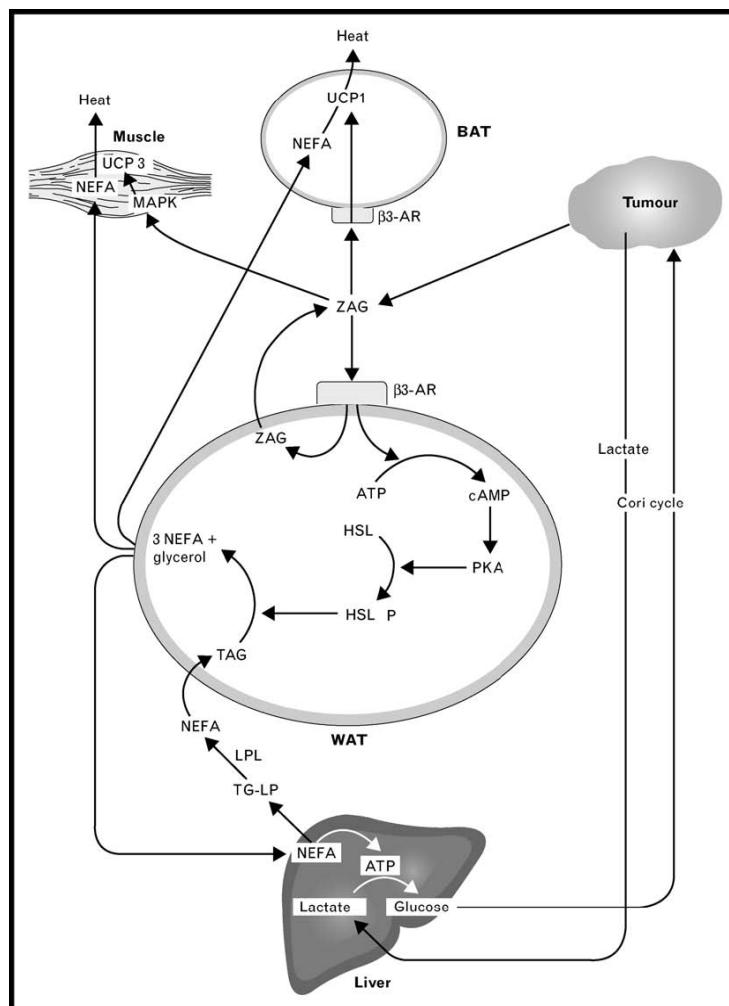 Heat
UCP1
BAT
NEFA
Heat
Muscle
UCP 3
NEFA
MAPK
β3-AR
Tumour
ZAG
β3-AR
ZAG
Lactate
ATP
cAMP
Cori cycle
HSL
3 NEFA +
glycerol
PKA
HSL P
TAG
NEFA
WAT
LPL
TG-LP
NEFA
ATP
Lactate
Glucose
Liver